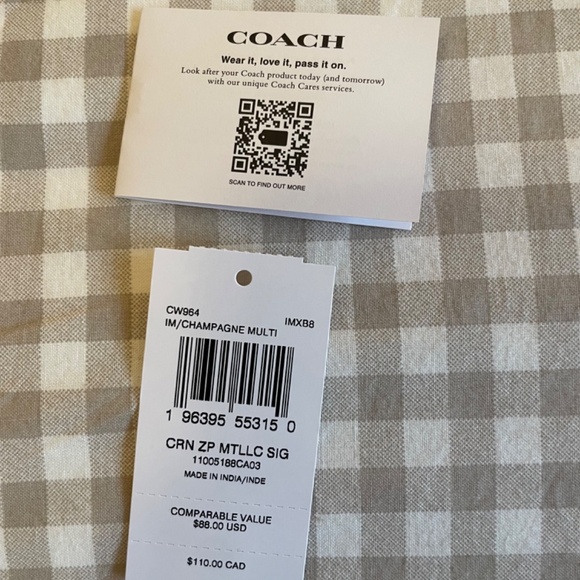 COACH
Wear it, love it, pass it on.
Look after your Coach product today (and tomorrow)
with our unique Coach Cares services.
SCAN TO FIND OUT MORE
CW964
IM/CHAMPAGNE MULTI IMXB8
1 96395 55315 0
CRN ZP MTLLC SIG
11005188CA03
MADE IN INDIA/INDE
COMPARABLE VALUE
$88.00 USD
$110.00 CAD